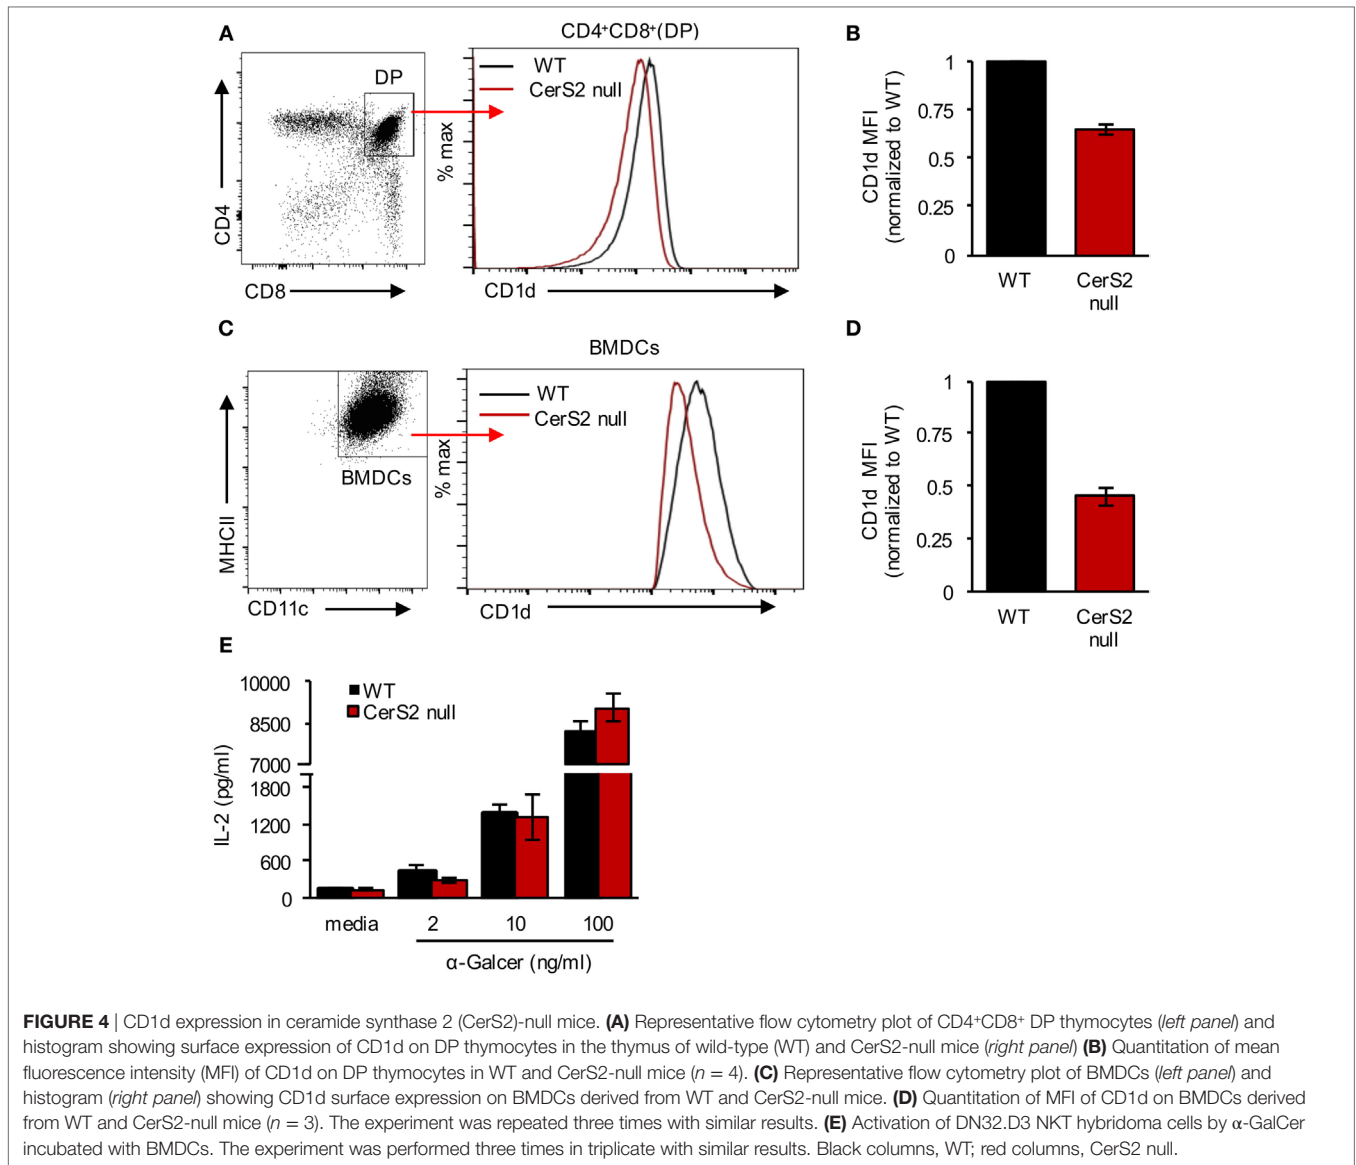 A
CD4⁺CD8⁺(DP)
DP
WT
CerS2 null
CD4
% max
CD8
CD1d
B
CD1d MFI
(normalized to WT)
1
0.75
0.5
0.25
0
WT
CerS2
null
C
BMDCs
WT
CerS2 null
BMDCs
MHCII
% max
CD11c
CD1d
D
CD1d MFI
(normalized to WT)
1
0.75
0.5
0.25
0
WT
CerS2
null
E
IL-2 (pg/ml)
10000
8500
7000
1800
1200
600
0
WT
CerS2 null
media
2
10
100
α-Galcer (ng/ml)
FIGURE 4 | CD1d expression in ceramide synthase 2 (CerS2)-null mice. (A) Representative flow cytometry plot of CD4⁺CD8⁺ DP thymocytes (left panel) and
histogram showing surface expression of CD1d on DP thymocytes in the thymus of wild-type (WT) and CerS2-null mice (right panel) (B) Quantitation of mean
fluorescence intensity (MFI) of CD1d on DP thymocytes in WT and CerS2-null mice (n = 4). (C) Representative flow cytometry plot of BMDCs (left panel) and
histogram (right panel) showing CD1d surface expression on BMDCs derived from WT and CerS2-null mice. (D) Quantitation of MFI of CD1d on BMDCs derived
from WT and CerS2-null mice (n = 3). The experiment was repeated three times with similar results. (E) Activation of DN32.D3 NKT hybridoma cells by α-GalCer
incubated with BMDCs. The experiment was performed three times in triplicate with similar results. Black columns, WT; red columns, CerS2 null.